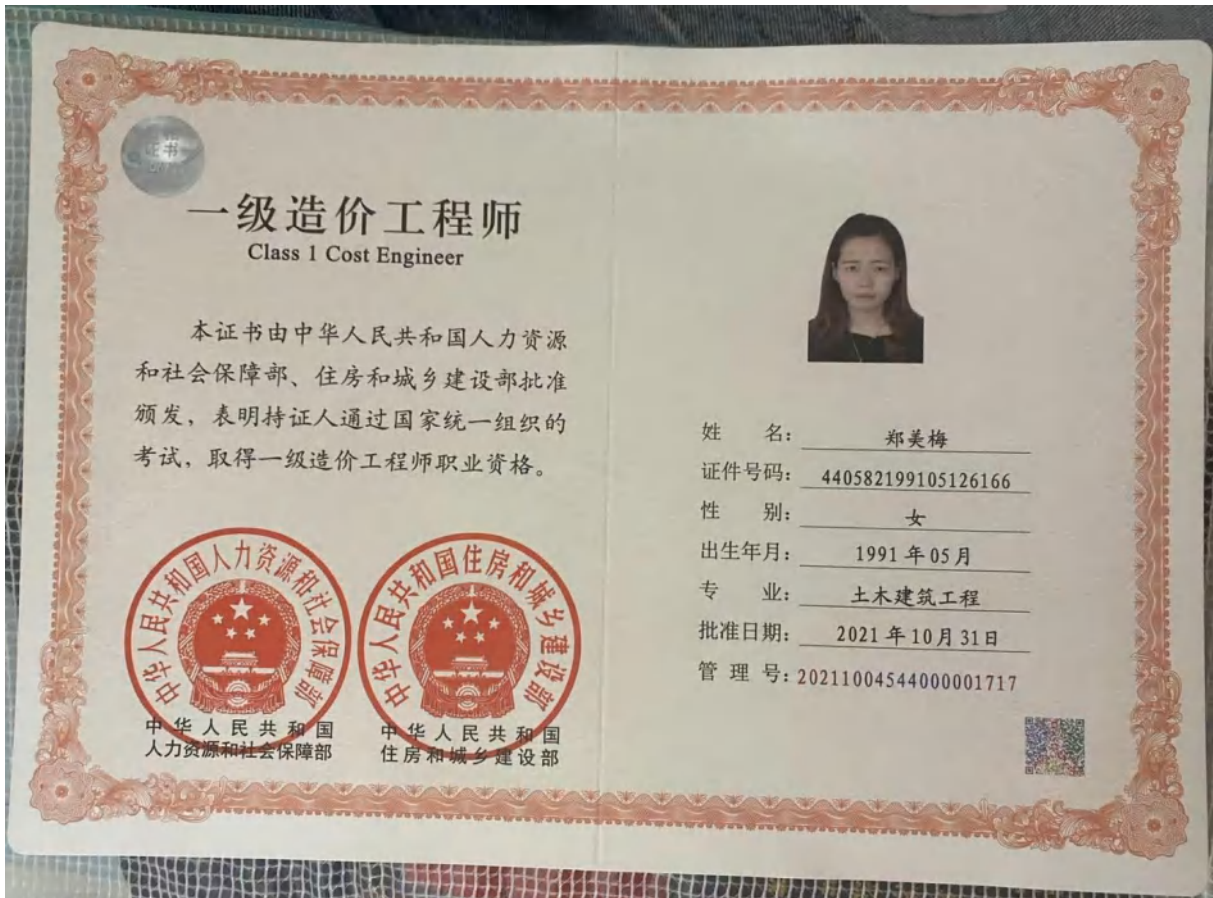 证书
一级造价工程师
Class 1 Cost Engineer
本证书由中华人民共和国人力资源
和社会保障部、住房和城乡建设部批准
颁发，表明持证人通过国家统一组织的
考试，取得一级造价工程师职业资格。
中华人民共和国人力资源和社会保障部
中华人民共和国
人力资源和社会保障部
中华人民共和国住房和城乡建设部
中华人民共和国
住房和城乡建设部
姓 名： 郑美梅
证件号码： 440582199105126166
性 别： 女
出生年月： 1991年05月
专 业： 土木建筑工程
批准日期： 2021年10月31日
管 理 号： 20211004544000001717